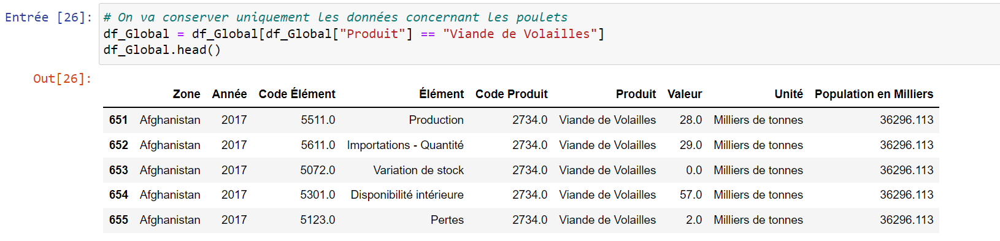 Entrée [26]: # On va conserver uniquement les données concernant les poulets
df_Global = df_Global[df_Global["Produit"] == "Viande de Volailles"]
df_Global.head()
Out[26]:
Zone Année Code Élément Élément Code Produit Produit Valeur Unité Population en Milliers
651 Afghanistan 2017 5511.0 Production 2734.0 Viande de Volailles 28.0 Milliers de tonnes 36296.113
652 Afghanistan 2017 5611.0 Importations - Quantité 2734.0 Viande de Volailles 29.0 Milliers de tonnes 36296.113
653 Afghanistan 2017 5072.0 Variation de stock 2734.0 Viande de Volailles 0.0 Milliers de tonnes 36296.113
654 Afghanistan 2017 5301.0 Disponibilité intérieure 2734.0 Viande de Volailles 57.0 Milliers de tonnes 36296.113
655 Afghanistan 2017 5123.0 Pertes 2734.0 Viande de Volailles 2.0 Milliers de tonnes 36296.113